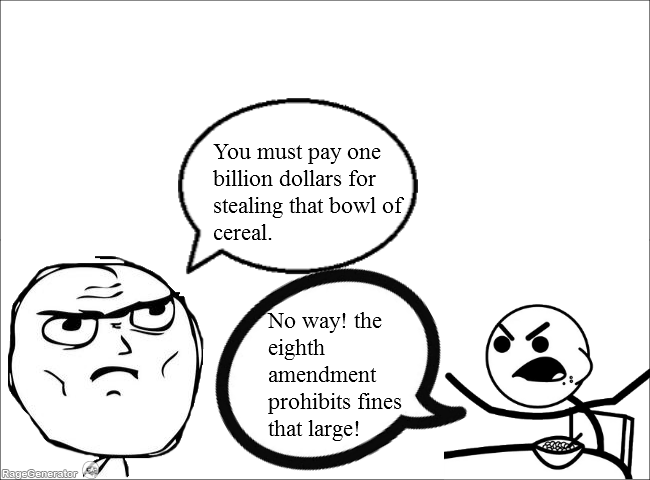 You must pay one
billion dollars for
stealing that bowl of
cereal.
No way! the
eighth
amendment
prohibits fines
that large!
RageGenerator